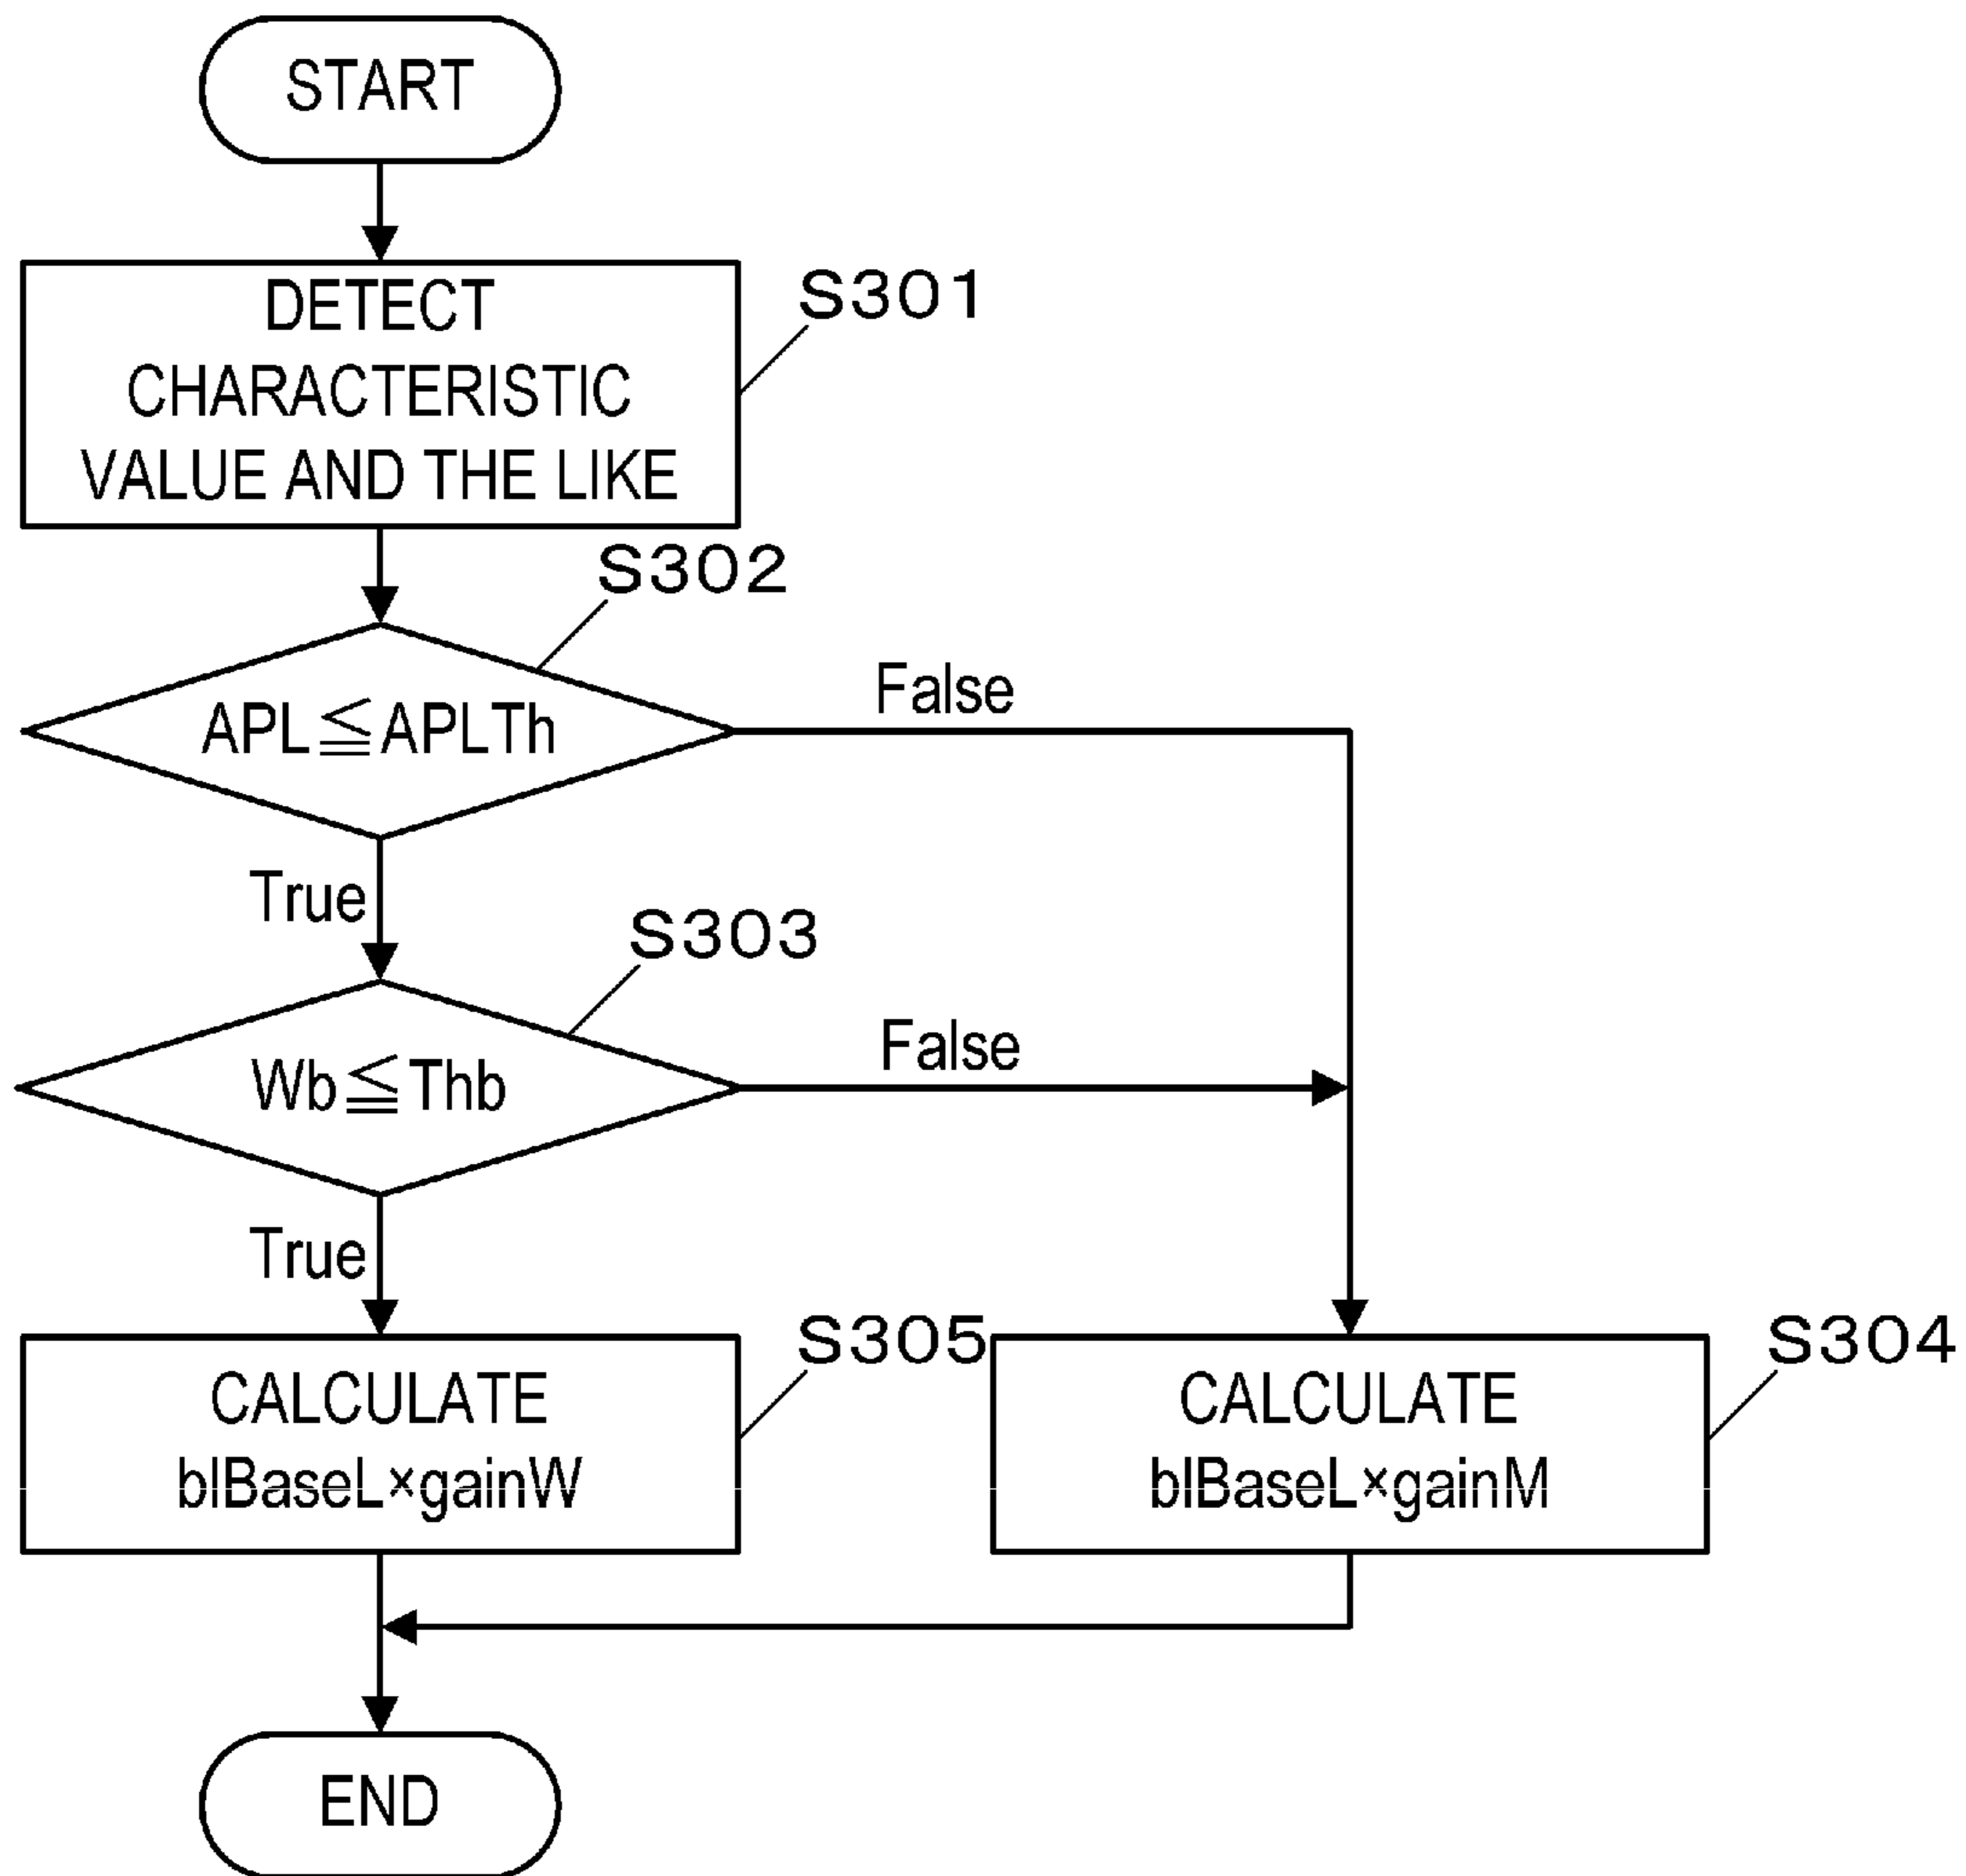 START
DETECT
CHARACTERISTIC
VALUE AND THE LIKE
S301
S302
APL≦APLTh
False
True
S303
Wb≦Thb
False
True
CALCULATE
blBaseL×gainW
S305
CALCULATE
blBaseL×gainM
S304
END